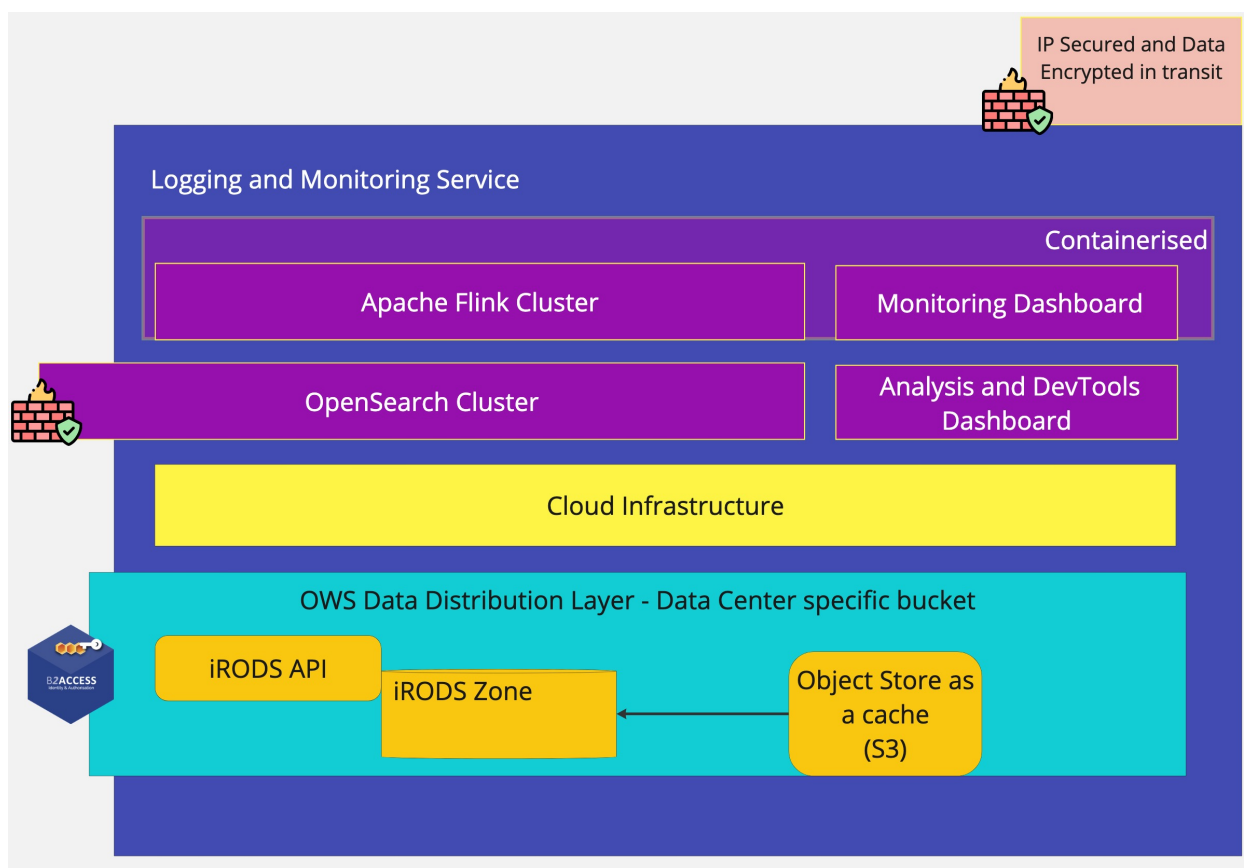 IP Secured and Data
Encrypted in transit
Logging and Monitoring Service
Containerised
Apache Flink Cluster
Monitoring Dashboard
OpenSearch Cluster
Analysis and DevTools
Dashboard
Cloud Infrastructure
OWS Data Distribution Layer - Data Center specific bucket
iRODS API
iRODS Zone
Object Store as
a cache
(S3)
B2ACCESS
Identity & Authorisation